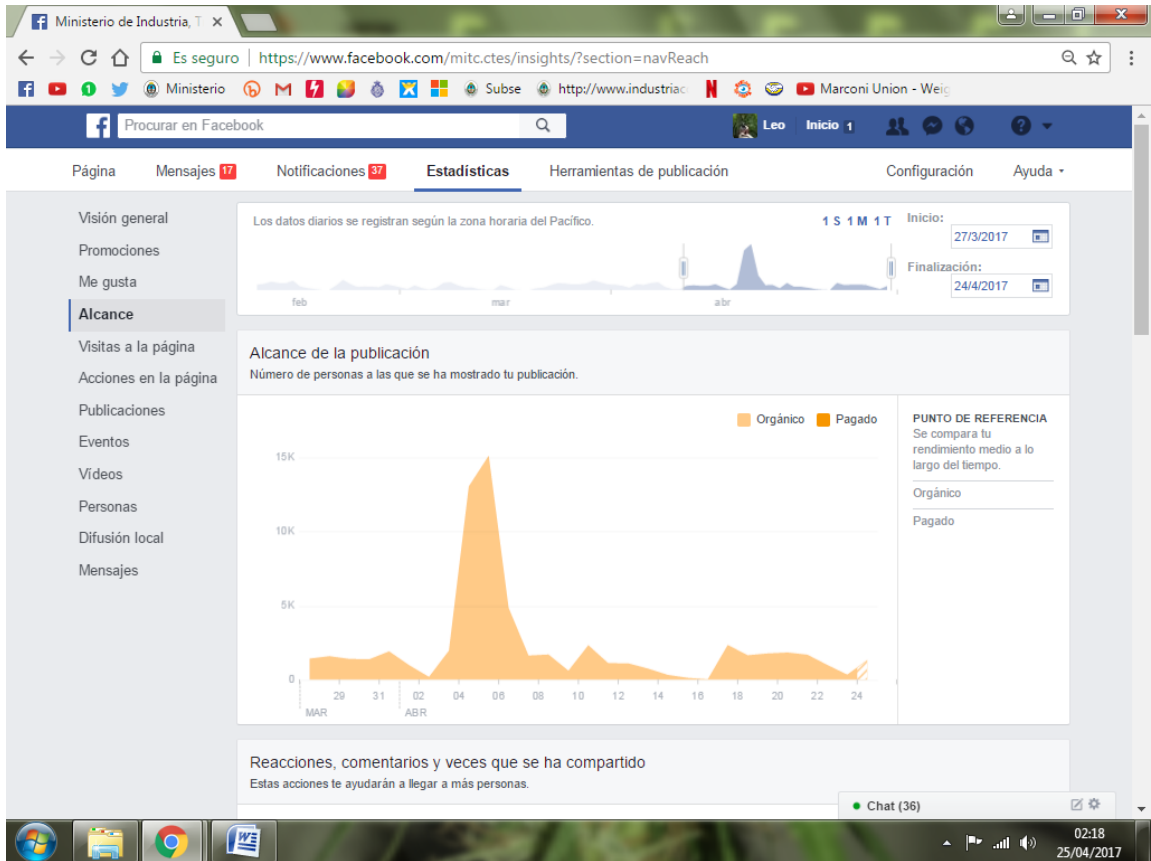 Ministerio de Industria, T
Es seguro | https://www.facebook.com/mitc.ctes/insights/?section=navReach
Ministerio Subse http://www.industriac Marconi Union - Weig
Procurar en Facebook Leo Inicio 1
Página Mensajes 17 Notificaciones 37 Estadísticas Herramientas de publicación Configuración Ayuda
Visión general
Promociones
Me gusta
Alcance
Visitas a la página
Acciones en la página
Publicaciones
Eventos
Vídeos
Personas
Difusión local
Mensajes
Los datos diarios se registran según la zona horaria del Pacífico.
1 S 1 M 1 T
Inicio:
27/3/2017
Finalización:
24/4/2017
feb mar abr
Alcance de la publicación
Número de personas a las que se ha mostrado tu publicación.
Orgánico Pagado
15K
10K
5K
0
29 31 02 04 06 08 10 12 14 16 18 20 22 24
MAR ABR
PUNTO DE REFERENCIA
Se compara tu
rendimiento medio a lo
largo del tiempo.
Orgánico
Pagado
Reacciones, comentarios y veces que se ha compartido
Estas acciones te ayudarán a llegar a más personas.
Chat (36)
02:18
25/04/2017